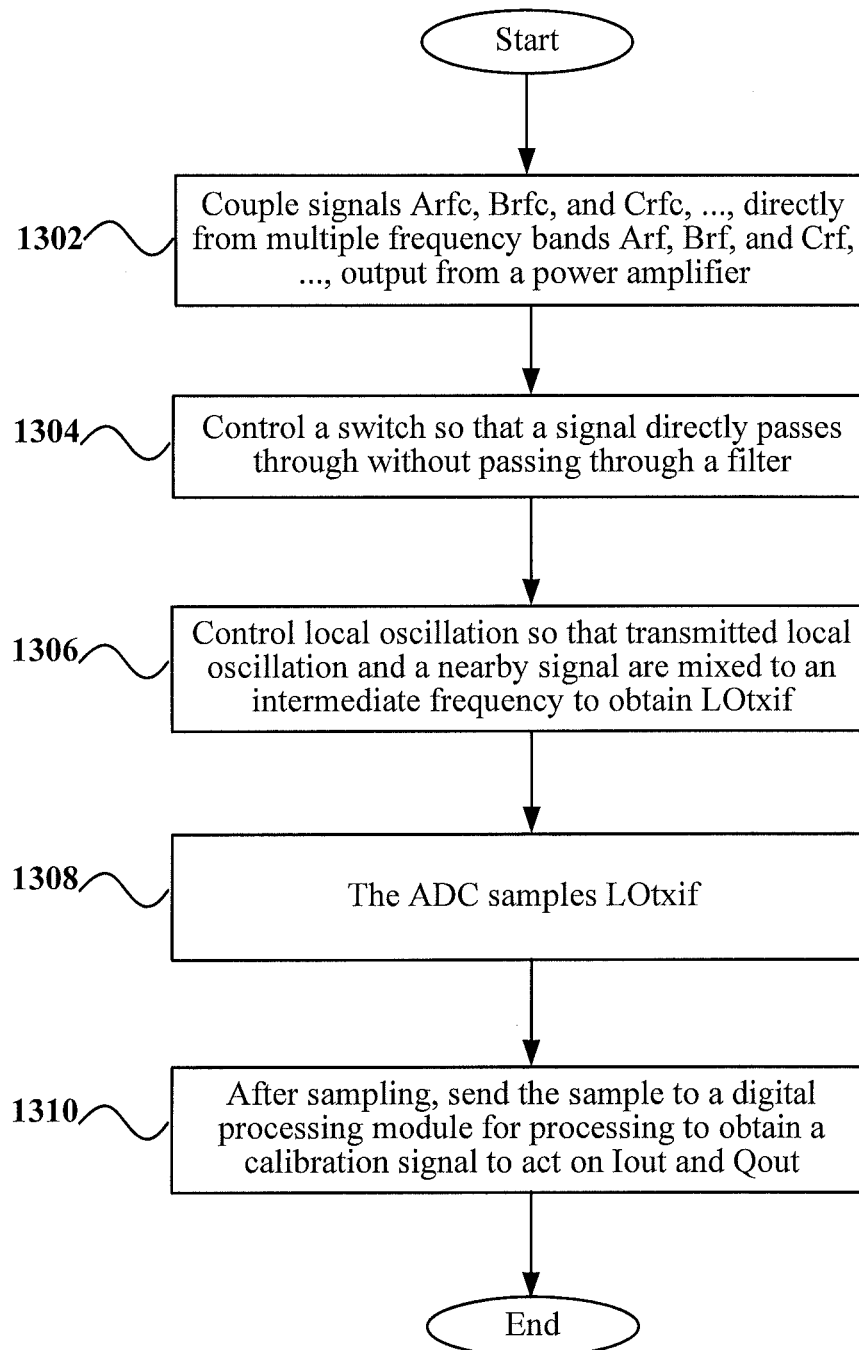 Start
1302
Couple signals Arfc, Brfc, and Crfc, ..., directly
from multiple frequency bands Arf, Brf, and Crf,
..., output from a power amplifier
1304
Control a switch so that a signal directly passes
through without passing through a filter
1306
Control local oscillation so that transmitted local
oscillation and a nearby signal are mixed to an
intermediate frequency to obtain LOtxif
1308
The ADC samples LOtxif
1310
After sampling, send the sample to a digital
processing module for processing to obtain a
calibration signal to act on Iout and Qout
End